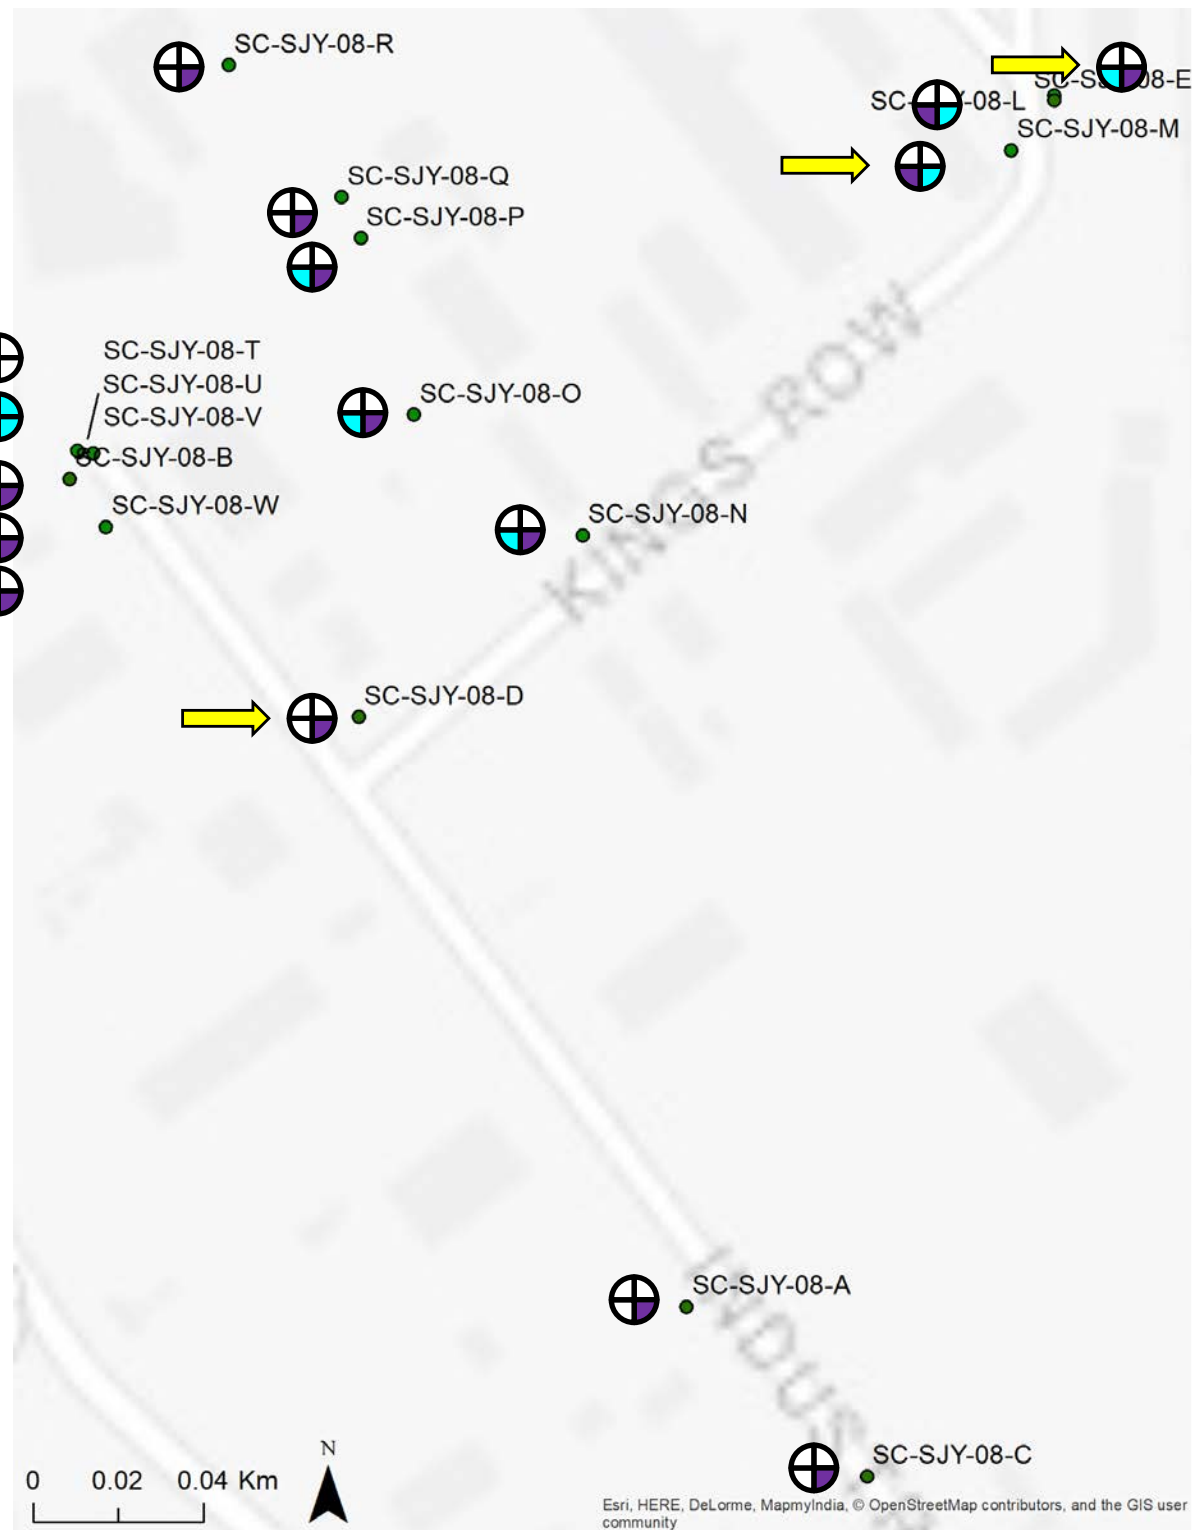 SC-SJY-08-R
SC-SJY-08-E
SC- -08-L
SC-SJY-08-M
SC-SJY-08-Q
SC-SJY-08-P
SC-SJY-08-T
SC-SJY-08-U
SC-SJY-08-V
SC-SJY-08-B
SC-SJY-08-W
SC-SJY-08-O
SC-SJY-08-N
KINGS ROW
SC-SJY-08-D
SC-SJY-08-A
INDUST
SC-SJY-08-C
N
0 0.02 0.04 Km
Esri, HERE, DeLorme, MapmyIndia, © OpenStreetMap contributors, and the GIS user
community